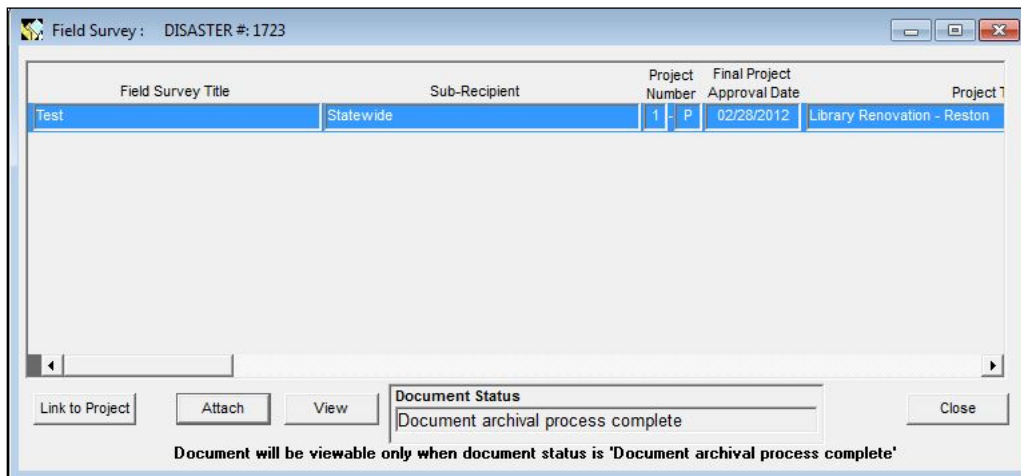 Field Survey : DISASTER #: 1723
Project Final Project
Field Survey Title Sub-Recipient Number Approval Date Project T
Test Statewide 1 - P 02/28/2012 Library Renovation - Reston
Document Status
Link to Project Attach View Document archival process complete Close
Document will be viewable only when document status is 'Document archival process complete'